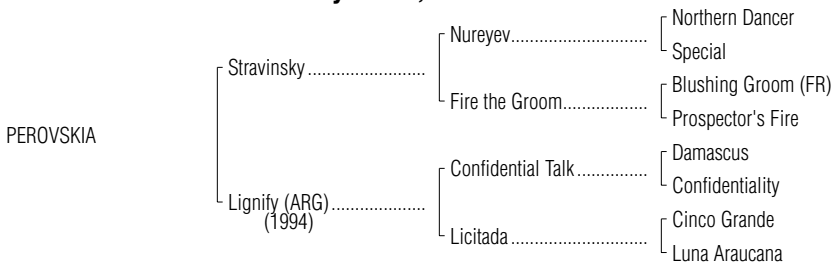 Northern Dancer
Nureyev
Special
Stravinsky
Blushing Groom (FR)
Fire the Groom
Prospector's Fire
PEROVSKIA
Damascus
Confidential Talk
Confidentiality
Lignify (ARG)
(1994)
Cinco Grande
Licitada
Luna Araucana